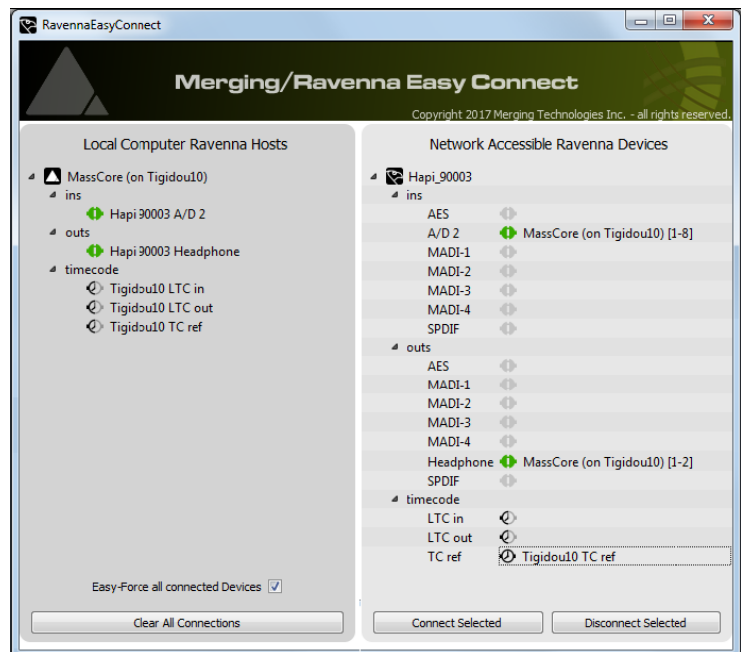 RavennaEasyConnect
Merging/Ravenna Easy Connect
Copyright 2017 Merging Technologies Inc. - all rights reserved.
Local Computer Ravenna Hosts
MassCore (on Tigidou10)
ins
Hapi 90003 A/D 2
outs
Hapi 90003 Headphone
timecode
Tigidou10 LTC in
Tigidou10 LTC out
Tigidou10 TC ref
Easy-Force all connected Devices
Clear All Connections
Network Accessible Ravenna Devices
Hapi_90003
ins
AES
A/D 2 MassCore (on Tigidou10) [1-8]
MADI-1
MADI-2
MADI-3
MADI-4
SPDIF
outs
AES
MADI-1
MADI-2
MADI-3
MADI-4
Headphone MassCore (on Tigidou10) [1-2]
SPDIF
timecode
LTC in
LTC out
TC ref Tigidou10 TC ref
Connect Selected
Disconnect Selected